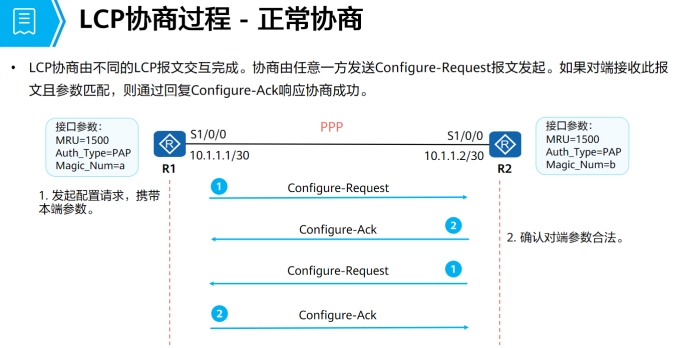 LCP协商过程 - 正常协商
• LCP协商由不同的LCP报文交互完成。协商由任意一方发送Configure-Request报文发起。如果对端接收此报
文且参数匹配，则通过回复Configure-Ack响应协商成功。
接口参数：
MRU=1500
Auth_Type=PAP
Magic_Num=a
R
R1
S1/0/0
10.1.1.1/30
PPP
S1/0/0
10.1.1.2/30
R
R2
接口参数：
MRU=1500
Auth_Type=PAP
Magic_Num=b
1. 发起配置请求，携带
本端参数。
1 Configure-Request
Configure-Ack 2
2. 确认对端参数合法。
Configure-Request 1
2 Configure-Ack